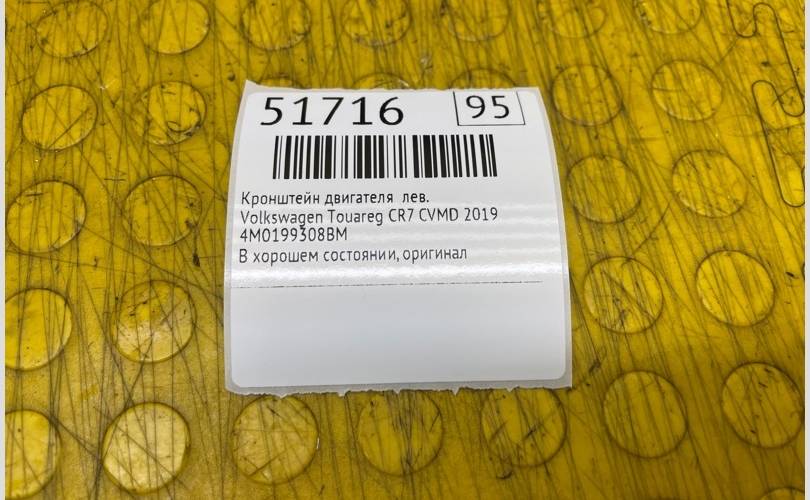 51716 95
Кронштейн двигателя лев.
Volkswagen Touareg CR7 CVMD 2019
4M0199308BM
В хорошем состоянии, оригинал